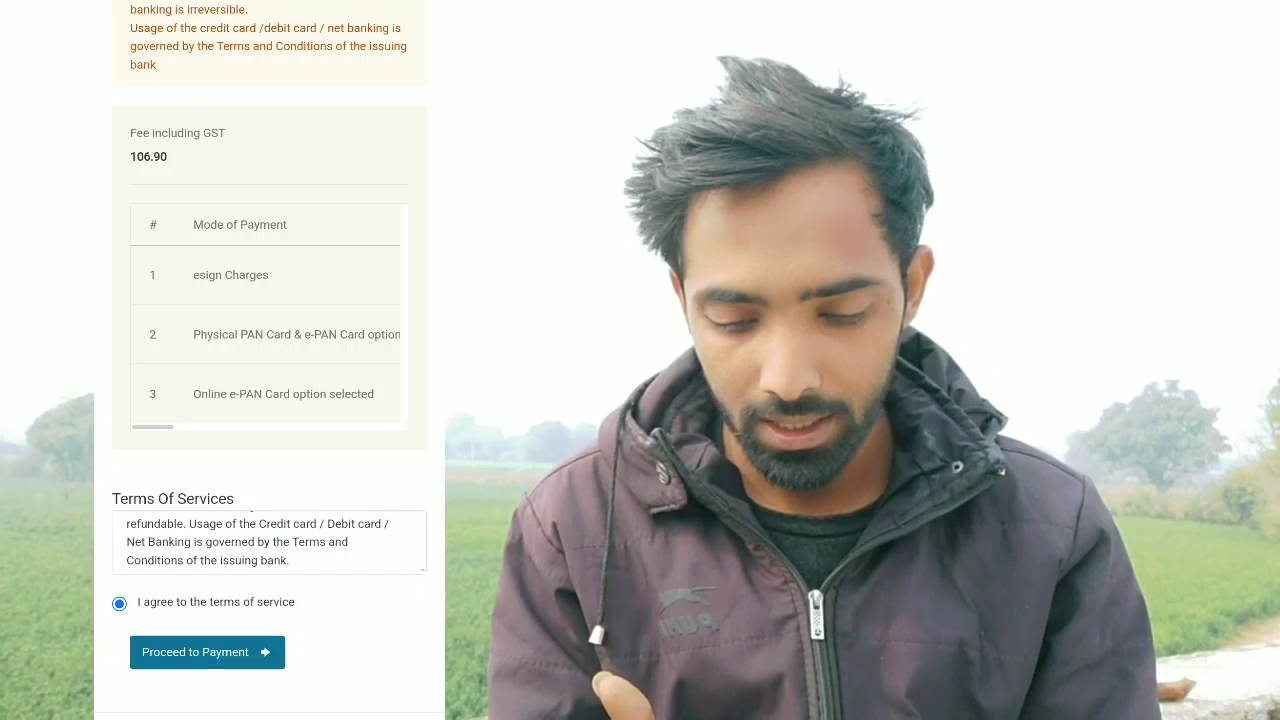 banking is irreversible.
Usage of the credit card /debit card / net banking is
governed by the Terms and Conditions of the issuing
bank
Fee including GST
106.90
# Mode of Payment
1 esign Charges
2 Physical PAN Card & e-PAN Card option
3 Online e-PAN Card option selected
Terms Of Services
refundable. Usage of the Credit card / Debit card /
Net Banking is governed by the Terms and
Conditions of the issuing bank.
I agree to the terms of service
Proceed to Payment